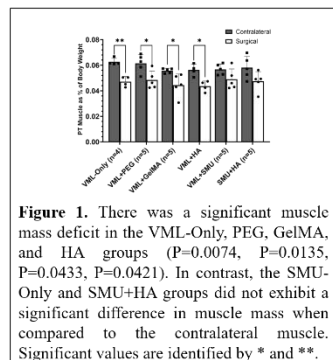 Contralateral
Surgical
PT Muscle as % of Body Weight
0.08
0.06
0.04
0.02
0.00
** * * *
VML-Only (n=4)
VML+PEG (n=5)
VML+GelMA (n=5)
VML+HA
VML+SMU (n=5)
SMU+HA (n=5)
Figure 1. There was a significant muscle
mass deficit in the VML-Only, PEG, GelMA,
and HA groups (P=0.0074, P=0.0135,
P=0.0433, P=0.0421). In contrast, the SMU-
Only and SMU+HA groups did not exhibit a
significant difference in muscle mass when
compared to the contralateral muscle.
Significant values are identified by * and **.